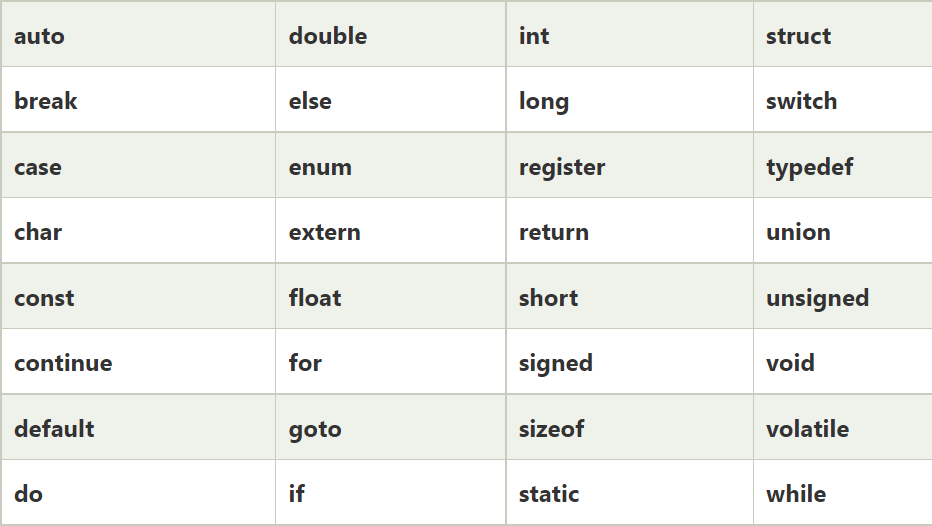 auto double int struct
break else long switch
case enum register typedef
char extern return union
const float short unsigned
continue for signed void
default goto sizeof volatile
do if static while